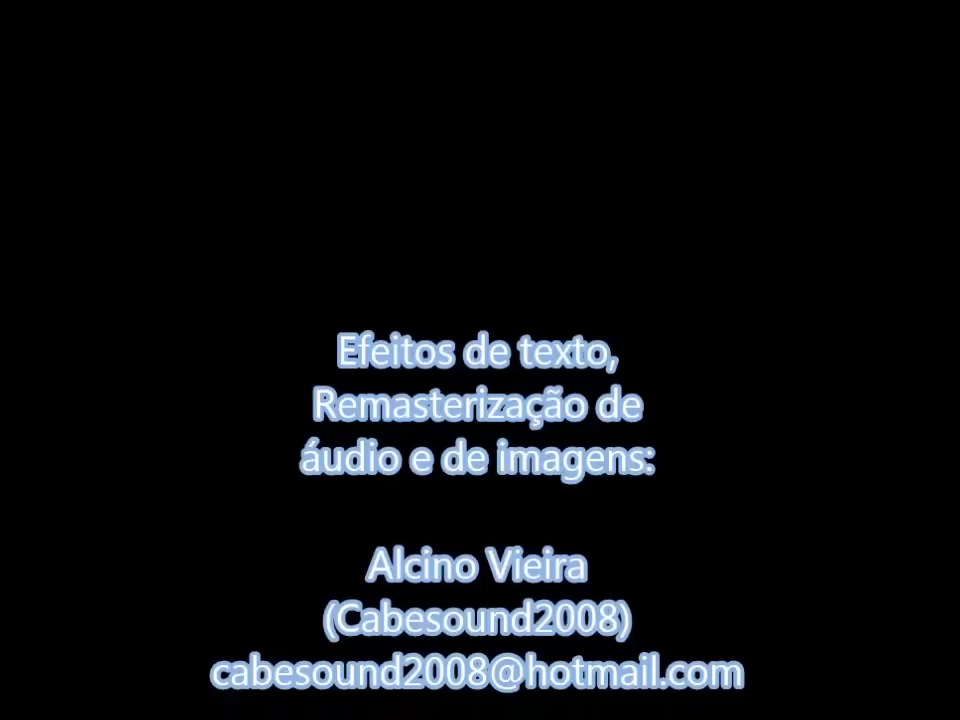 Efeitos de texto,
Remasterização de
áudio e de imagens:
Alcino Vieira
(Cabesound2008)
cabesound2008@hotmail.com